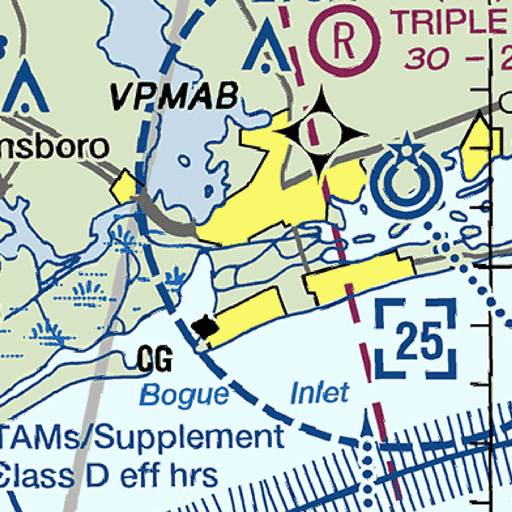 R
TRIPLE
30 - 2
VPMAB
nsboro
25
CG
Bogue Inlet
TAMs/Supplement
Class D eff hrs